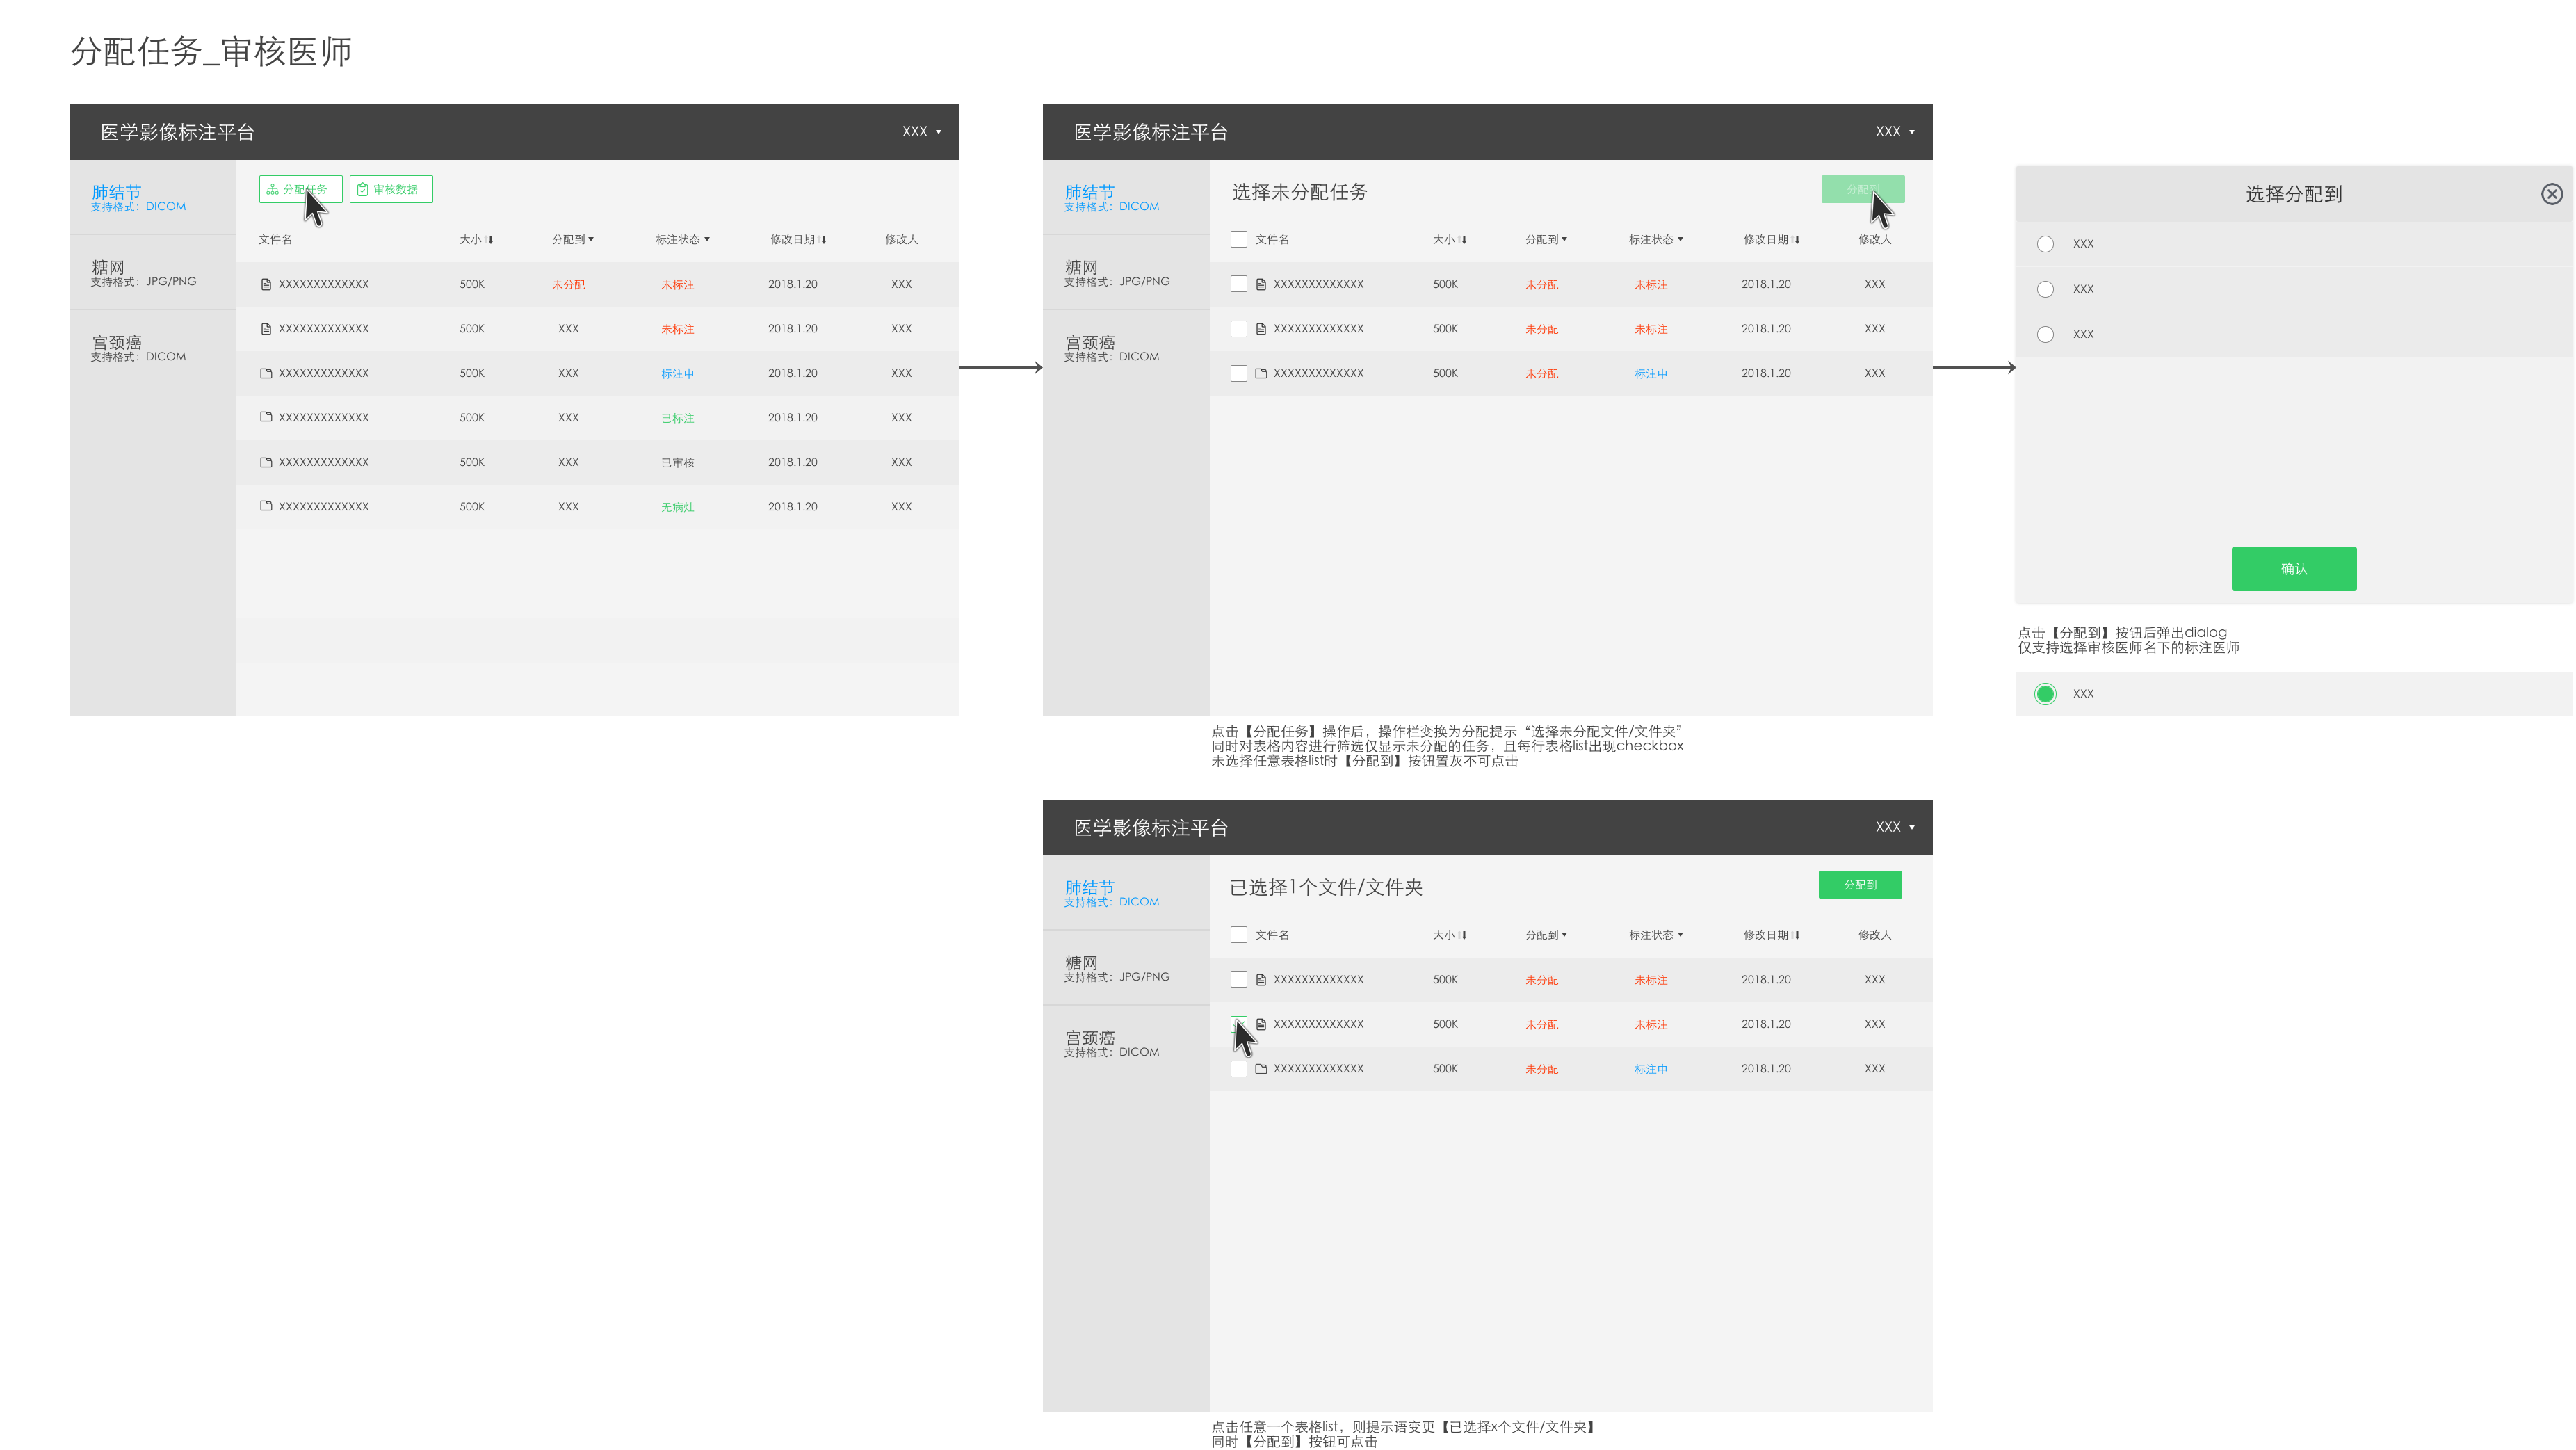 分配任务_审核医师
医学影像标注平台 XXX
肺结节
支持格式：DICOM
糖网
支持格式：JPG/PNG
宫颈癌
支持格式：DICOM
分配任务 审核数据
文件名 大小 分配到 标注状态 修改日期 修改人
XXXXXXXXXXXXX 500K 未分配 未标注 2018.1.20 XXX
XXXXXXXXXXXXX 500K XXX 未标注 2018.1.20 XXX
XXXXXXXXXXXXX 500K XXX 标注中 2018.1.20 XXX
XXXXXXXXXXXXX 500K XXX 已标注 2018.1.20 XXX
XXXXXXXXXXXXX 500K XXX 已审核 2018.1.20 XXX
XXXXXXXXXXXXX 500K XXX 无病灶 2018.1.20 XXX
医学影像标注平台 XXX
肺结节
支持格式：DICOM
糖网
支持格式：JPG/PNG
宫颈癌
支持格式：DICOM
选择未分配任务 分配到
文件名 大小 分配到 标注状态 修改日期 修改人
XXXXXXXXXXXXX 500K 未分配 未标注 2018.1.20 XXX
XXXXXXXXXXXXX 500K 未分配 未标注 2018.1.20 XXX
XXXXXXXXXXXXX 500K 未分配 标注中 2018.1.20 XXX
点击【分配任务】操作后，操作栏变换为分配提示“选择未分配文件/文件夹”
同时对表格内容进行筛选仅显示未分配的任务，且每行表格list出现checkbox
未选择任意表格list时【分配到】按钮置灰不可点击
选择分配到
XXX
XXX
XXX
确认
点击【分配到】按钮后弹出dialog
仅支持选择审核医师名下的标注医师
XXX
医学影像标注平台 XXX
肺结节
支持格式：DICOM
糖网
支持格式：JPG/PNG
宫颈癌
支持格式：DICOM
已选择1个文件/文件夹 分配到
文件名 大小 分配到 标注状态 修改日期 修改人
XXXXXXXXXXXXX 500K 未分配 未标注 2018.1.20 XXX
XXXXXXXXXXXXX 500K 未分配 未标注 2018.1.20 XXX
XXXXXXXXXXXXX 500K 未分配 标注中 2018.1.20 XXX
点击任意一个表格list，则提示语变更【已选择x个文件/文件夹】
同时【分配到】按钮可点击